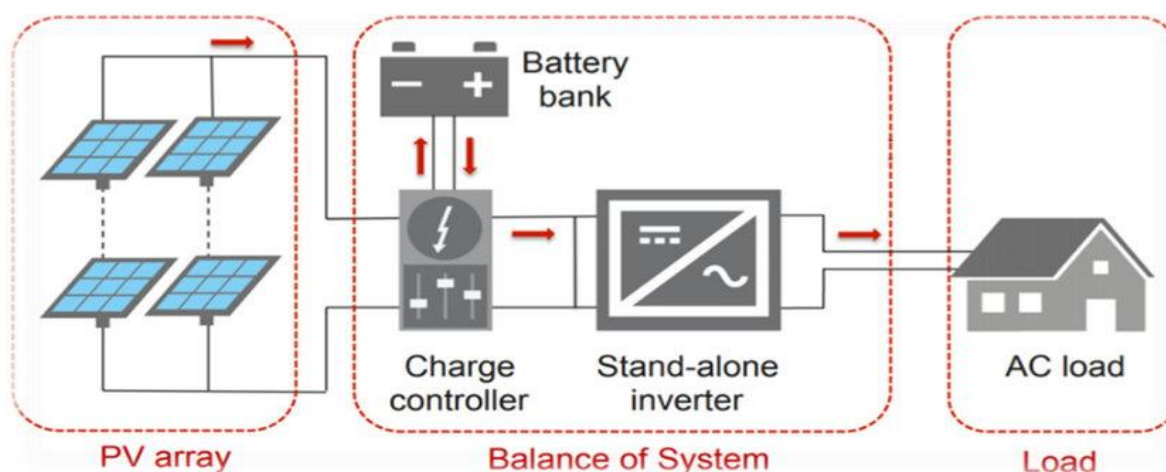 Battery
bank
Charge
controller
Stand-alone
inverter
AC load
PV array
Balance of System
Load